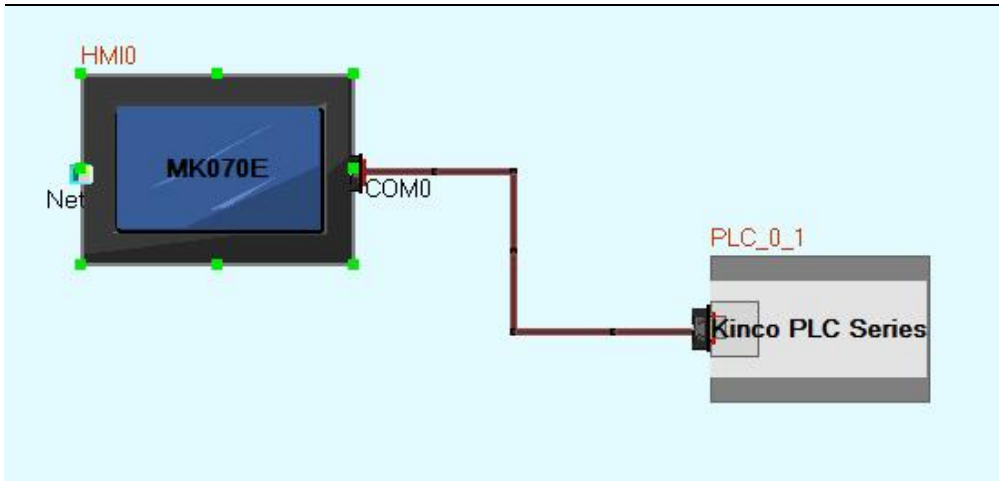 HMI0
MK070E
Net
COM0
PLC_0_1
Kinco PLC Series